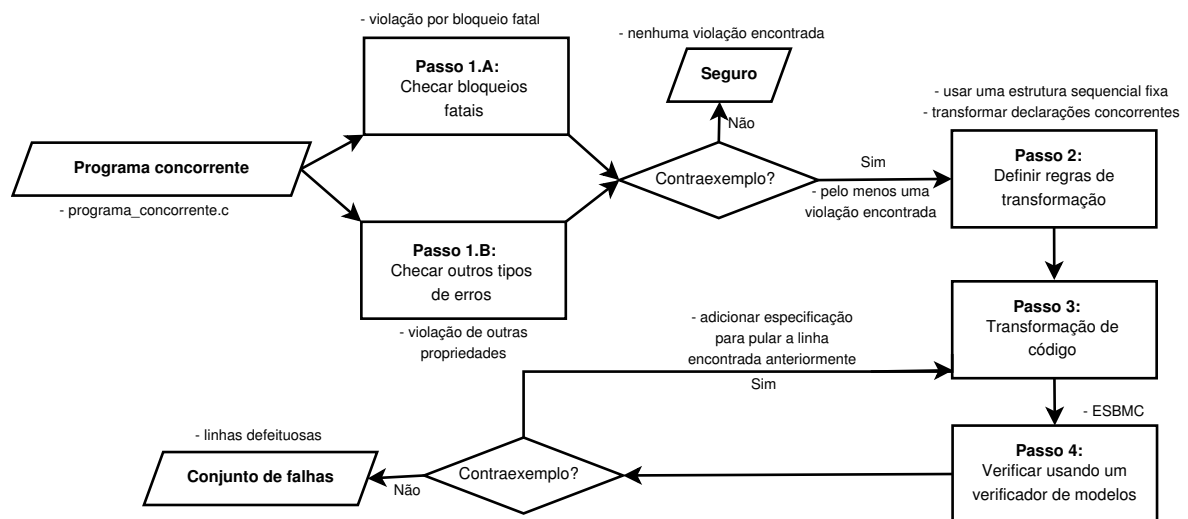 - violação por bloqueio fatal
Passo 1.A:
Checar bloqueios
fatais
- nenhuma violação encontrada
Seguro
Não
- usar uma estrutura sequencial fixa
- transformar declarações concorrentes
Programa concorrente
- programa_concorrente.c
Contraexemplo?
Sim
- pelo menos uma
violação encontrada
Passo 2:
Definir regras de
transformação
Passo 1.B:
Checar outros tipos
de erros
- violação de outras
propriedades
- adicionar especificação
para pular a linha
encontrada anteriormente
Sim
Passo 3:
Transformação de
código
- ESBMC
- linhas defeituosas
Conjunto de falhas
Não
Contraexemplo?
Passo 4:
Verificar usando um
verificador de modelos